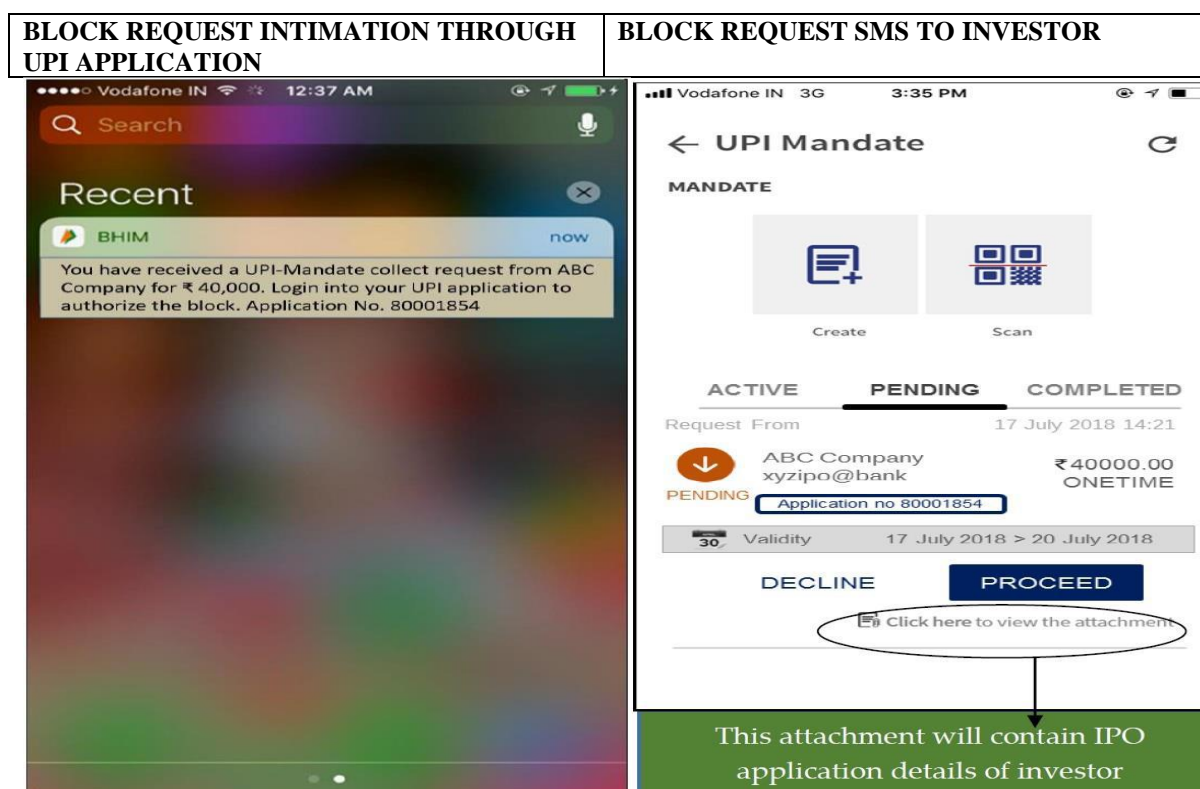 BLOCK REQUEST INTIMATION THROUGH
UPI APPLICATION
BLOCK REQUEST SMS TO INVESTOR
Vodafone IN 12:37 AM
Search
Recent
BHIM now
You have received a UPI-Mandate collect request from ABC
Company for ₹ 40,000. Login into your UPI application to
authorize the block. Application No. 80001854
Vodafone IN 3G 3:35 PM
UPI Mandate
MANDATE
Create Scan
ACTIVE PENDING COMPLETED
Request From 17 July 2018 14:21
ABC Company ₹40000.00
xyzipo@bank ONETIME
PENDING
Application no 80001854
30 Validity 17 July 2018 > 20 July 2018
DECLINE PROCEED
Click here to view the attachment
This attachment will contain IPO
application details of investor